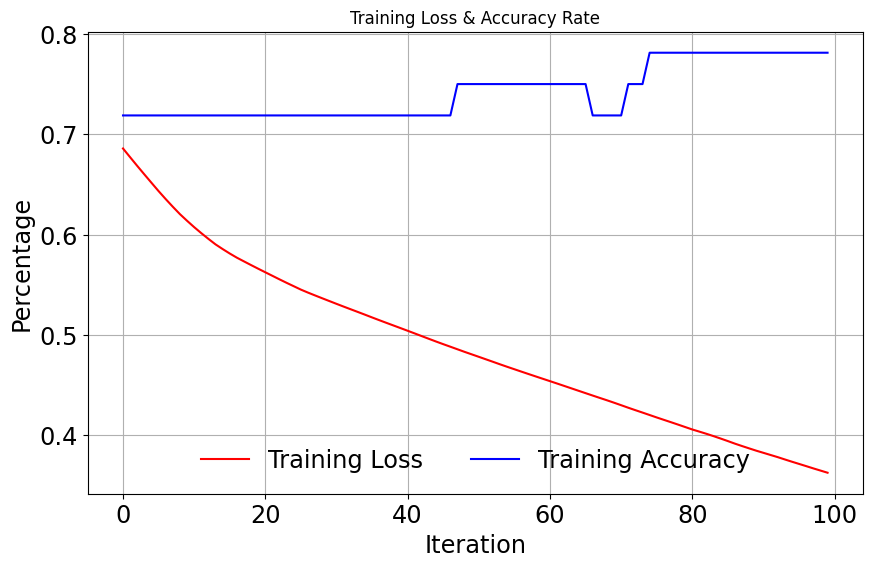 Training Loss & Accuracy Rate
0.8
0.7
0.6
0.5
0.4
Percentage
Training Loss
Training Accuracy
0 20 40 60 80 100
Iteration